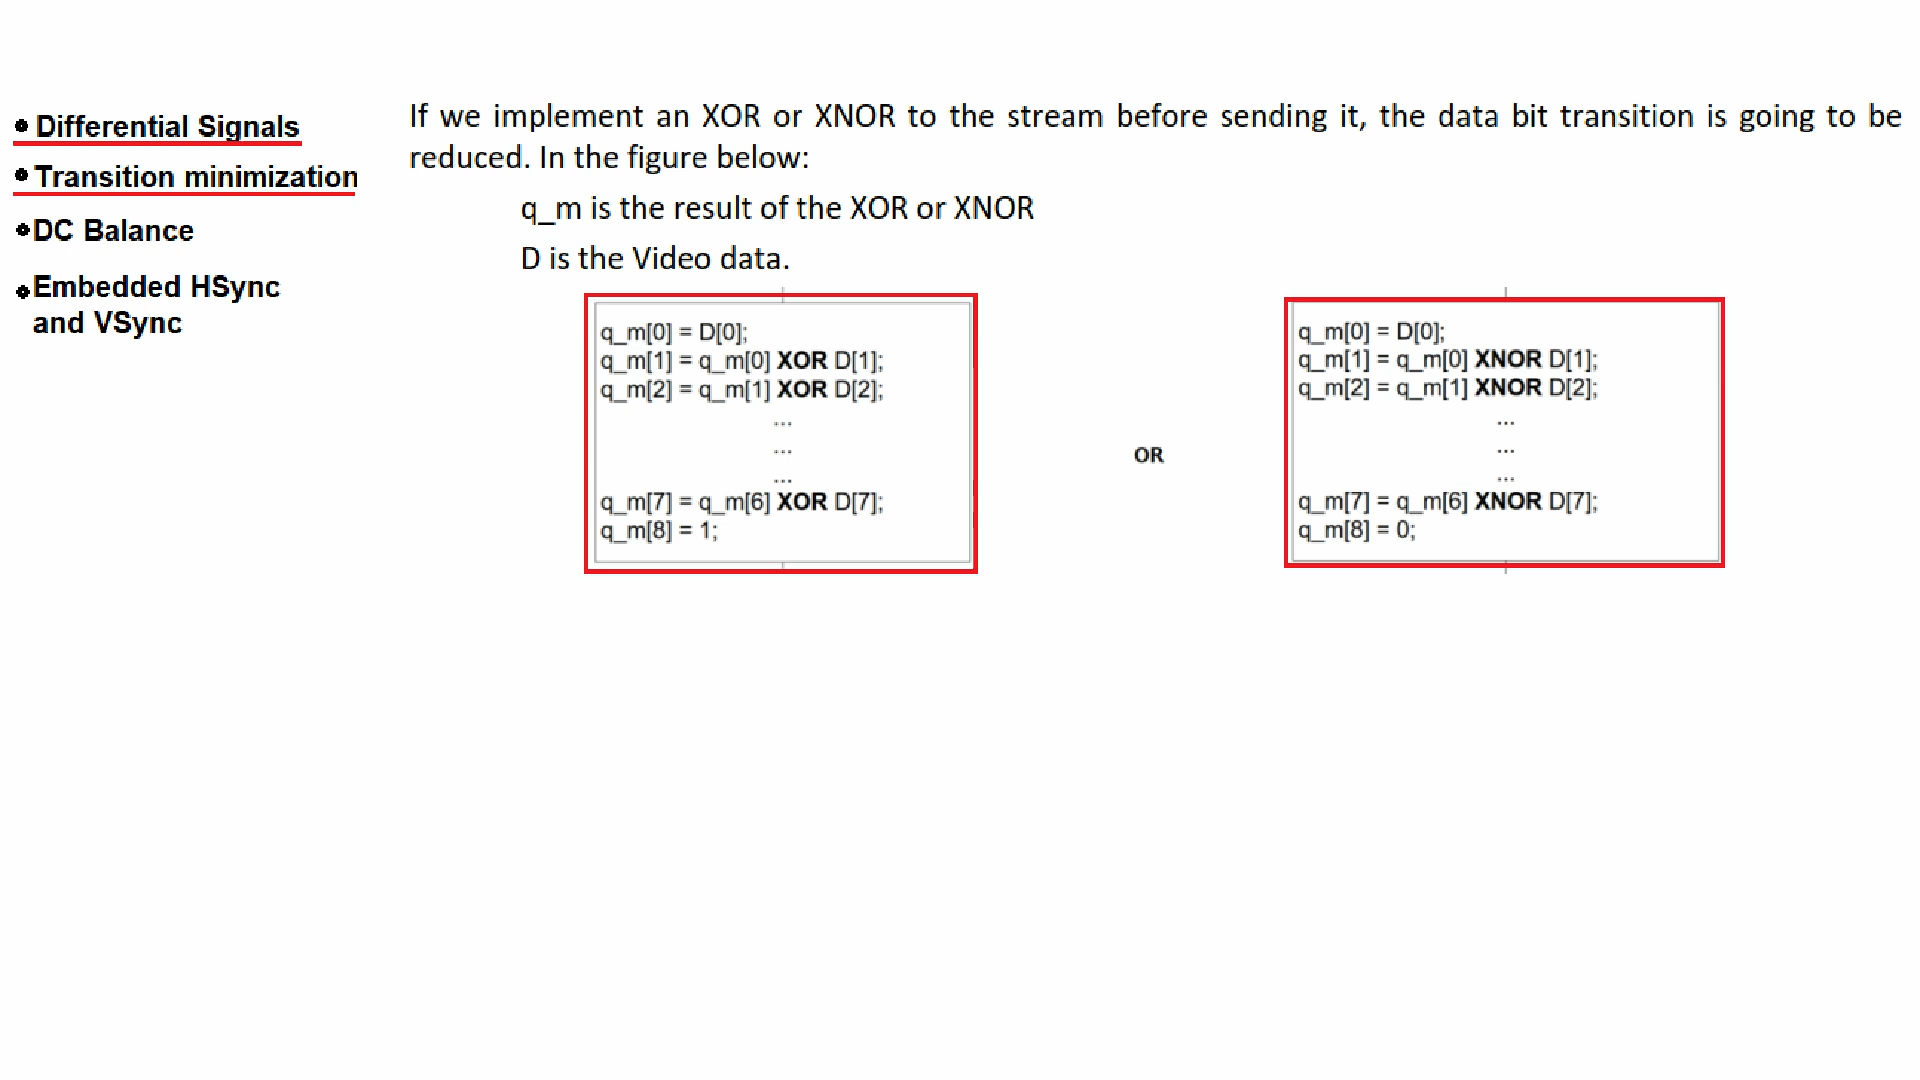 Differential Signals
Transition minimization
DC Balance
Embedded HSync
and VSync
If we implement an XOR or XNOR to the stream before sending it, the data bit transition is going to be
reduced. In the figure below:
q_m is the result of the XOR or XNOR
D is the Video data.
q_m[0] = D[0];
q_m[1] = q_m[0] XOR D[1];
q_m[2] = q_m[1] XOR D[2];
...
...
...
q_m[7] = q_m[6] XOR D[7];
q_m[8] = 1;
OR
q_m[0] = D[0];
q_m[1] = q_m[0] XNOR D[1];
q_m[2] = q_m[1] XNOR D[2];
...
...
...
q_m[7] = q_m[6] XNOR D[7];
q_m[8] = 0;